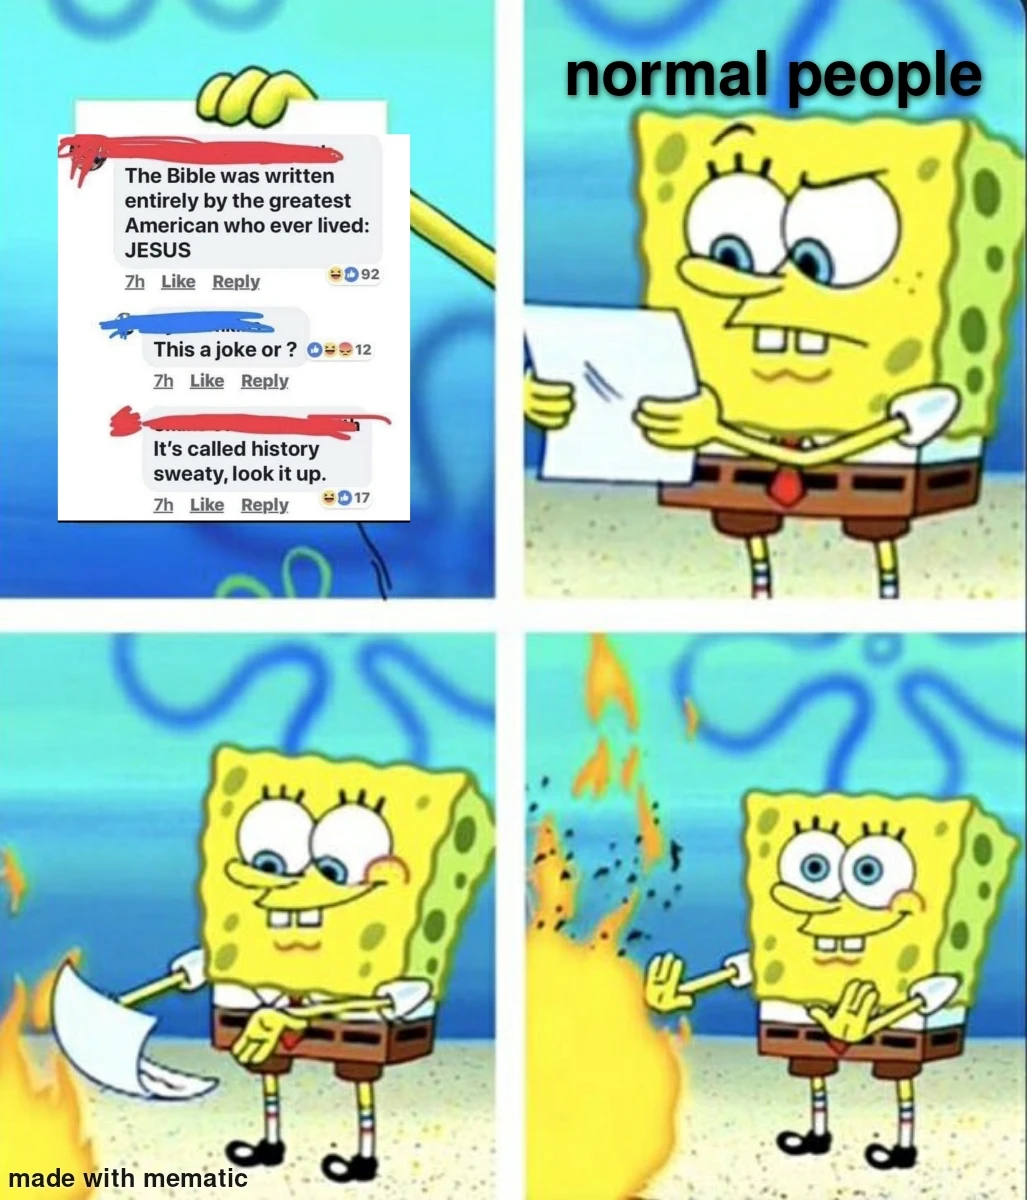 normal people
The Bible was written
entirely by the greatest
American who ever lived:
JESUS
7h Like Reply 92
This a joke or ? 12
7h Like Reply
It's called history
sweaty, look it up.
7h Like Reply 17
made with mematic